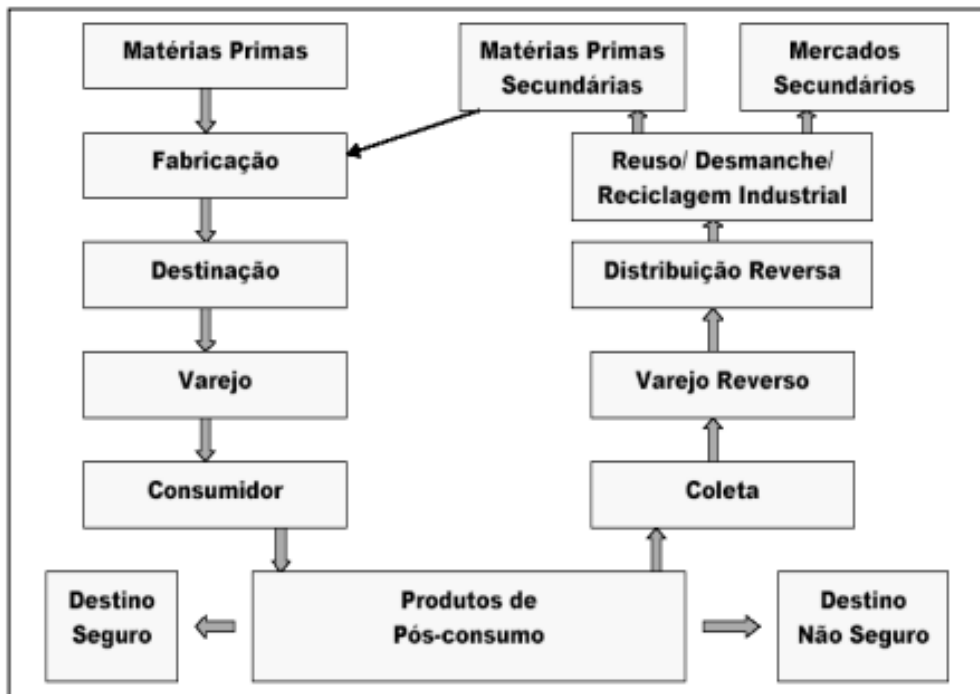 Matérias Primas
Matérias Primas
Secundárias
Mercados
Secundários
Fabricação
Reuso/ Desmanche/
Reciclagem Industrial
Destinação
Distribuição Reversa
Varejo
Varejo Reverso
Consumidor
Coleta
Destino
Seguro
Produtos de
Pós-consumo
Destino
Não Seguro